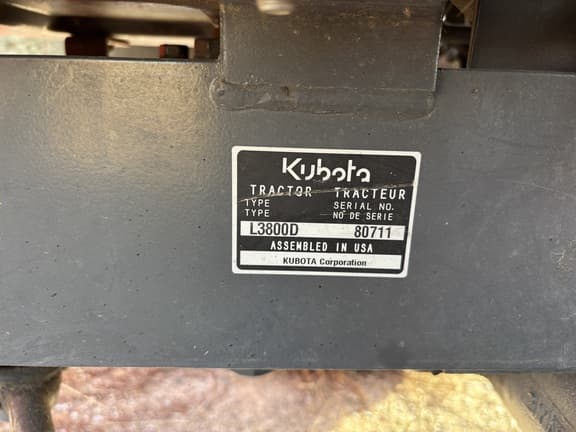 Kubota
TRACTOR TRACTEUR
TYPE SERIAL NO.
TYPE NO DE SERIE
L3800D 80711
ASSEMBLED IN USA
KUBOTA Corporation